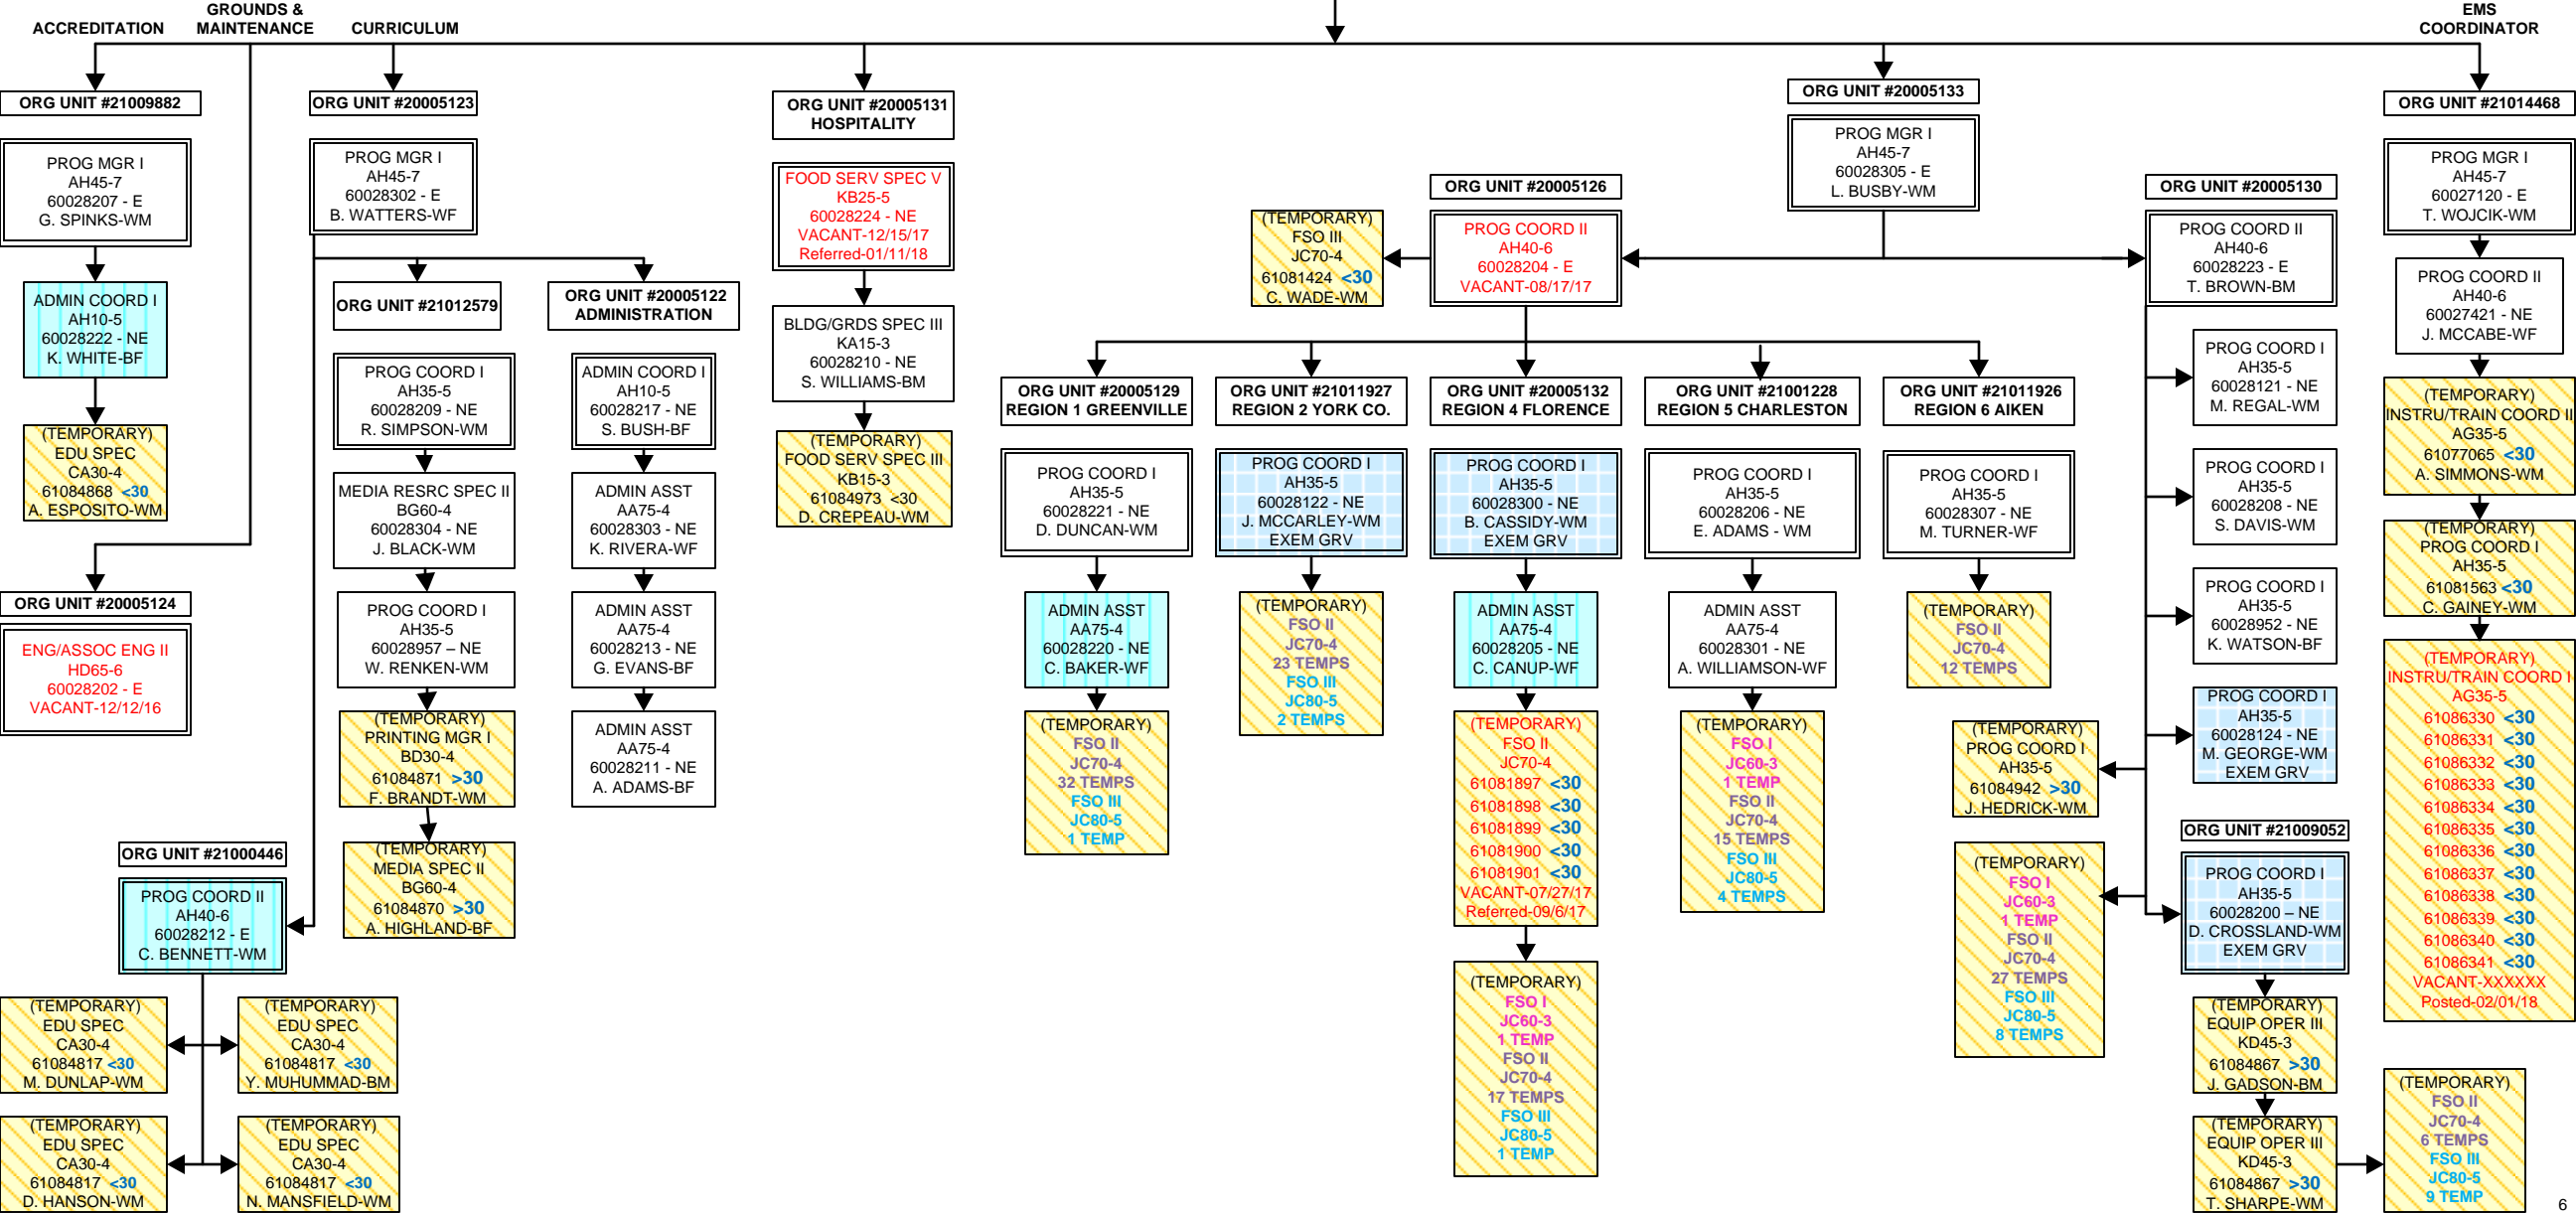 ACCREDITATION
GROUNDS &
MAINTENANCE
CURRICULUM
EMS
COORDINATOR
ORG UNIT #21009882
PROG MGR I
AH45-7
60028207 - E
G. SPINKS-WM
ADMIN COORD I
AH10-5
60028222 - NE
K. WHITE-BF
(TEMPORARY)
EDU SPEC
CA30-4
61084868 <30
A. ESPOSITO-WM
ORG UNIT #20005124
ENG/ASSOC ENG II
HD65-6
60028202 - E
VACANT-12/12/16
ORG UNIT #20005123
PROG MGR I
AH45-7
60028302 - E
B. WATTERS-WF
ORG UNIT #21012579
PROG COORD I
AH35-5
60028209 - NE
R. SIMPSON-WM
MEDIA RESRC SPEC II
BG60-4
60028304 - NE
J. BLACK-WM
PROG COORD I
AH35-5
60028957 – NE
W. RENKEN-WM
(TEMPORARY)
PRINTING MGR I
BD30-4
61084871 >30
F. BRANDT-WM
(TEMPORARY)
MEDIA SPEC II
BG60-4
61084870 >30
A. HIGHLAND-BF
ORG UNIT #20005122
ADMINISTRATION
ADMIN COORD I
AH10-5
60028217 - NE
S. BUSH-BF
ADMIN ASST
AA75-4
60028303 - NE
K. RIVERA-WF
ADMIN ASST
AA75-4
60028213 - NE
G. EVANS-BF
ADMIN ASST
AA75-4
60028211 - NE
A. ADAMS-BF
ORG UNIT #21000446
PROG COORD II
AH40-6
60028212 - E
C. BENNETT-WM
(TEMPORARY)
EDU SPEC
CA30-4
61084817 <30
M. DUNLAP-WM
(TEMPORARY)
EDU SPEC
CA30-4
61084817 <30
Y. MUHUMMAD-BM
(TEMPORARY)
EDU SPEC
CA30-4
61084817 <30
D. HANSON-WM
(TEMPORARY)
EDU SPEC
CA30-4
61084817 <30
N. MANSFIELD-WM
ORG UNIT #20005131
HOSPITALITY
FOOD SERV SPEC V
KB25-5
60028224 - NE
VACANT-12/15/17
Referred-01/11/18
BLDG/GRDS SPEC III
KA15-3
60028210 - NE
S. WILLIAMS-BM
(TEMPORARY)
FOOD SERV SPEC III
KB15-3
61084973 <30
D. CREPEAU-WM
ORG UNIT #20005133
PROG MGR I
AH45-7
60028305 - E
L. BUSBY-WM
ORG UNIT #20005126
PROG COORD II
AH40-6
60028204 - E
VACANT-08/17/17
(TEMPORARY)
FSO III
JC70-4
61081424 <30
C. WADE-WM
ORG UNIT #20005129
REGION 1 GREENVILLE
PROG COORD I
AH35-5
60028221 - NE
D. DUNCAN-WM
ADMIN ASST
AA75-4
60028220 - NE
C. BAKER-WF
(TEMPORARY)
FSO II
JC70-4
32 TEMPS
FSO III
JC80-5
1 TEMP
ORG UNIT #21011927
REGION 2 YORK CO.
PROG COORD I
AH35-5
60028122 - NE
J. MCCARLEY-WM
EXEM GRV
(TEMPORARY)
FSO II
JC70-4
23 TEMPS
FSO III
JC80-5
2 TEMPS
ORG UNIT #20005132
REGION 4 FLORENCE
PROG COORD I
AH35-5
60028300 - NE
B. CASSIDY-WM
EXEM GRV
ADMIN ASST
AA75-4
60028205 - NE
C. CANUP-WF
(TEMPORARY)
FSO II
JC70-4
61081897 <30
61081898 <30
61081899 <30
61081900 <30
61081901 <30
VACANT-07/27/17
Referred-09/6/17
(TEMPORARY)
FSO I
JC60-3
1 TEMP
FSO II
JC70-4
17 TEMPS
FSO III
JC80-5
1 TEMP
ORG UNIT #21001228
REGION 5 CHARLESTON
PROG COORD I
AH35-5
60028206 - NE
E. ADAMS - WM
ADMIN ASST
AA75-4
60028301 - NE
A. WILLIAMSON-WF
(TEMPORARY)
FSO I
JC60-3
1 TEMP
FSO II
JC70-4
15 TEMPS
FSO III
JC80-5
4 TEMPS
ORG UNIT #21011926
REGION 6 AIKEN
PROG COORD I
AH35-5
60028307 - NE
M. TURNER-WF
(TEMPORARY)
FSO II
JC70-4
12 TEMPS
ORG UNIT #20005130
PROG COORD II
AH40-6
60028223 - E
T. BROWN-BM
PROG COORD I
AH35-5
60028121 - NE
M. REGAL-WM
PROG COORD I
AH35-5
60028208 - NE
S. DAVIS-WM
PROG COORD I
AH35-5
60028952 - NE
K. WATSON-BF
PROG COORD I
AH35-5
60028124 - NE
M. GEORGE-WM
EXEM GRV
(TEMPORARY)
PROG COORD I
AH35-5
61084942 >30
J. HEDRICK-WM
(TEMPORARY)
FSO I
JC60-3
1 TEMP
FSO II
JC70-4
27 TEMPS
FSO III
JC80-5
8 TEMPS
ORG UNIT #21009052
PROG COORD I
AH35-5
60028200 – NE
D. CROSSLAND-WM
EXEM GRV
(TEMPORARY)
EQUIP OPER III
KD45-3
61084867 >30
J. GADSON-BM
(TEMPORARY)
EQUIP OPER III
KD45-3
61084867 >30
T. SHARPE-WM
(TEMPORARY)
FSO II
JC70-4
6 TEMPS
FSO III
JC80-5
9 TEMP
ORG UNIT #21014468
PROG MGR I
AH45-7
60027120 - E
T. WOJCIK-WM
PROG COORD II
AH40-6
60027421 - NE
J. MCCABE-WF
(TEMPORARY)
INSTRU/TRAIN COORD II
AG35-5
61077065 <30
A. SIMMONS-WM
(TEMPORARY)
PROG COORD I
AH35-5
61081563 <30
C. GAINEY-WM
(TEMPORARY)
INSTRU/TRAIN COORD I
AG35-5
61086330 <30
61086331 <30
61086332 <30
61086333 <30
61086334 <30
61086335 <30
61086336 <30
61086337 <30
61086338 <30
61086339 <30
61086340 <30
61086341 <30
VACANT-XXXXXX
Posted-02/01/18
6